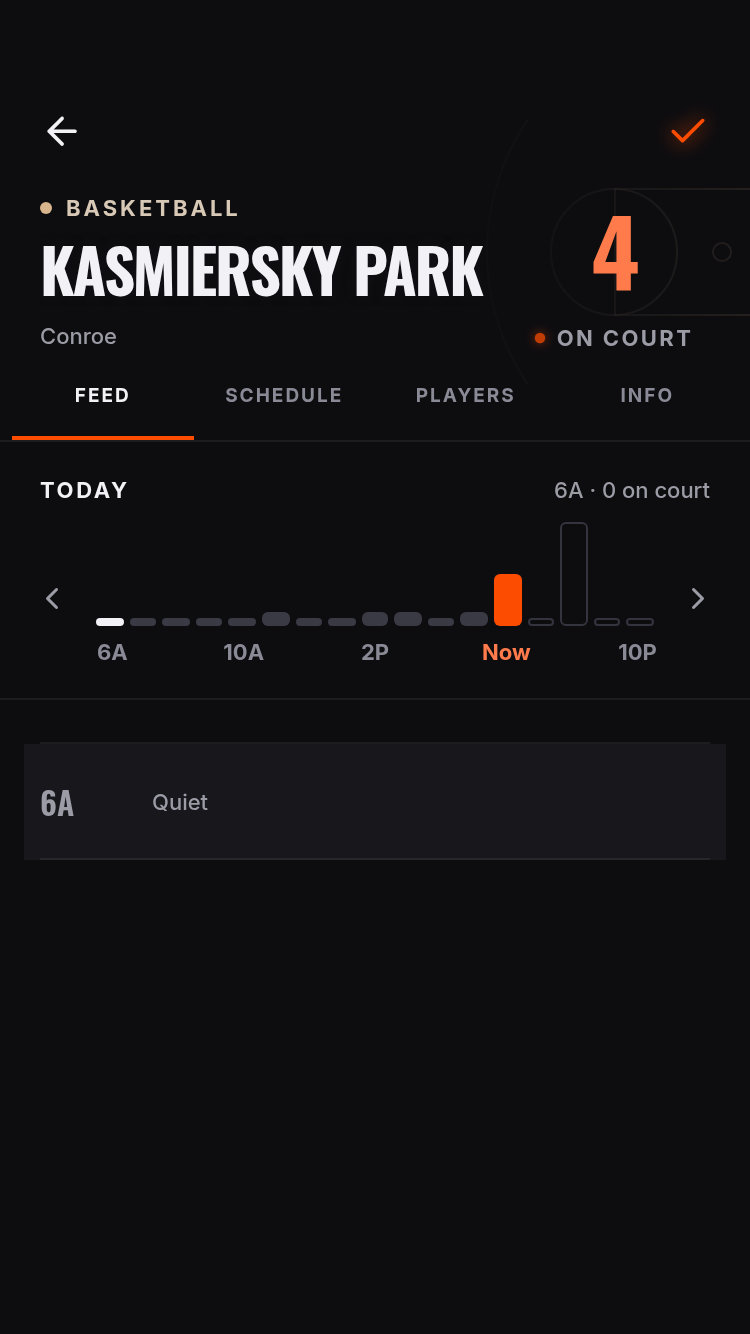 BASKETBALL
KASMIERSKY PARK
4
Conroe
ON COURT
FEED SCHEDULE PLAYERS INFO
TODAY 6A · 0 on court
6A 10A 2P Now 10P
6A Quiet